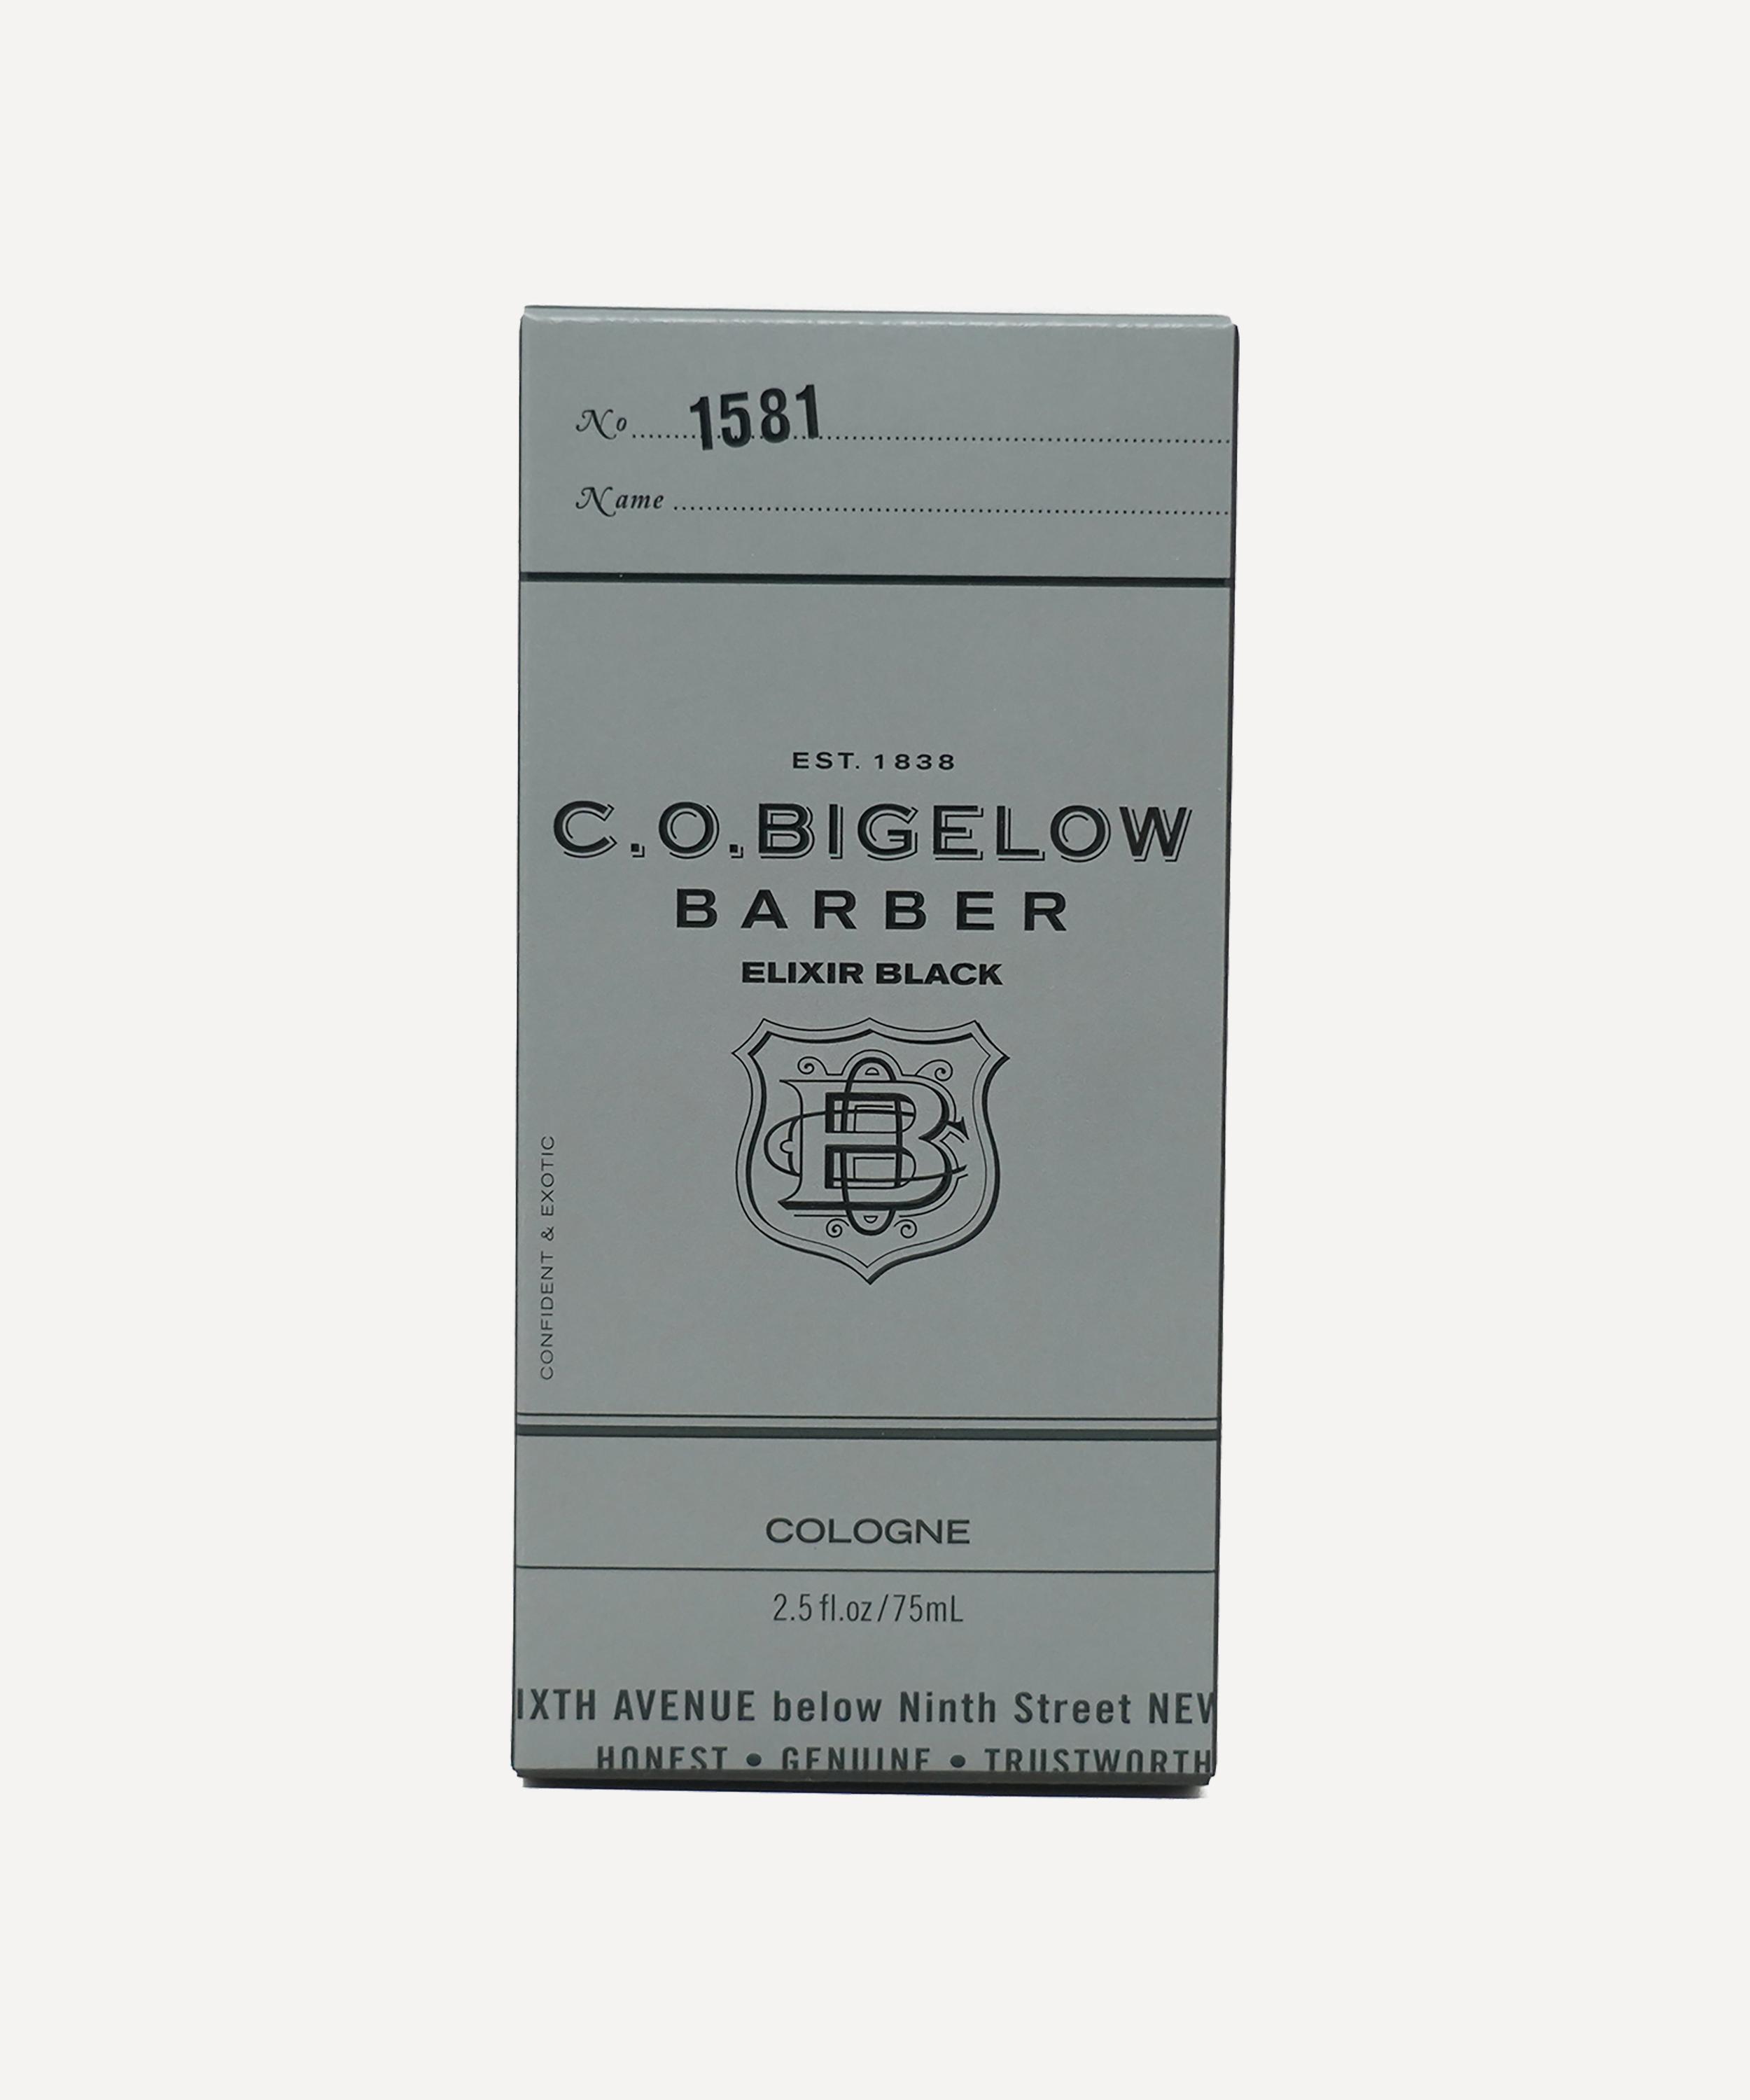 No 1581
Name
EST. 1838
C.O.BIGELOW
BARBER
ELIXIR BLACK
CONFIDENT & EXOTIC
COLOGNE
2.5 fl.oz/75mL
IXTH AVENUE below Ninth Street NEW
HONEST • GENUINE • TRUSTWORTH